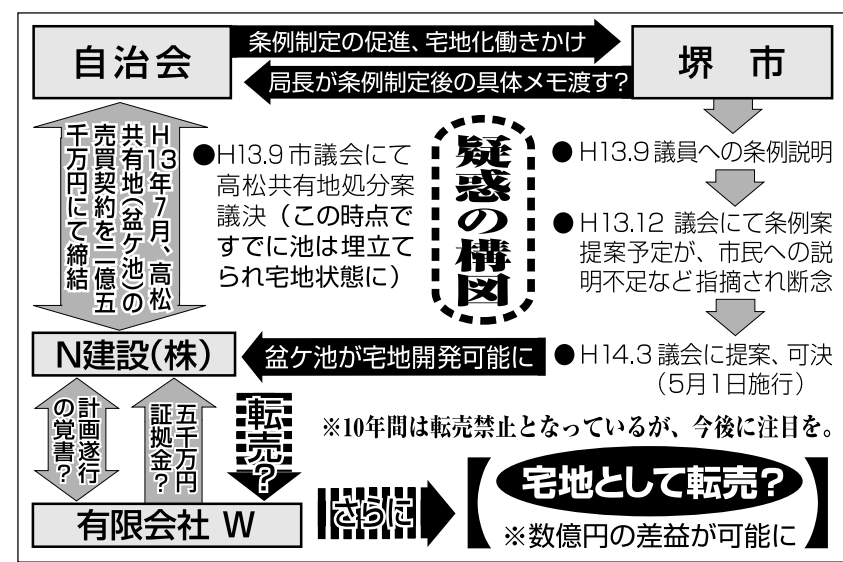 自治会
条例制定の促進、宅地化働きかけ
局長が条例制定後の具体メモ渡す?
堺 市
H13年7月、高松
共有地(盆ケ池)の
売買契約を二億五
千万円にて締結
●H13.9市議会にて
高松共有地処分案
議決(この時点で
すでに池は埋立て
られ宅地状態に)
疑惑の構図
●H13.9議員への条例説明
●H13.12 議会にて条例案
提案予定が、市民への説
明不足など指摘され断念
●H14.3議会に提案、可決
(5月1日施行)
盆ケ池が宅地開発可能に
N建設(株)
計画遂行
の覚書?
五千万円
証拠金?
転売?
※10年間は転売禁止となっているが、今後に注目を。
有限会社 W
さらに
宅地として転売?
※数億円の差益が可能に